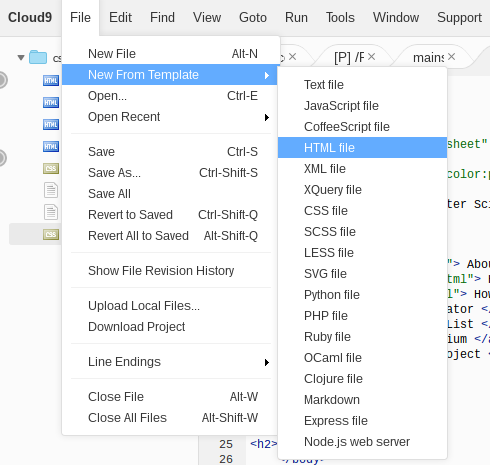 Cloud9 File Edit Find View Goto Run Tools Window Support
New File Alt-N
New From Template
Open... Ctrl-E
Open Recent
Save Ctrl-S
Save As... Ctrl-Shift-S
Save All
Revert to Saved Ctrl-Shift-Q
Revert All to Saved Alt-Shift-Q
Show File Revision History
Upload Local Files...
Download Project
Line Endings
Close File Alt-W
Close All Files Alt-Shift-W
Text file
JavaScript file
CoffeeScript file
HTML file
XML file
XQuery file
CSS file
SCSS file
LESS file
SVG file
Python file
PHP file
Ruby file
OCaml file
Clojure file
Markdown
Express file
Node.js web server
cs
HTML
HTML
HTML
HTML
CSS
CSS
[P] /F
mains
sheet"
color:p
ter Sci
"> Abou
tml">
l"> How
ator </
List </
ium </a
oject <
25 <h2>
26 </body>